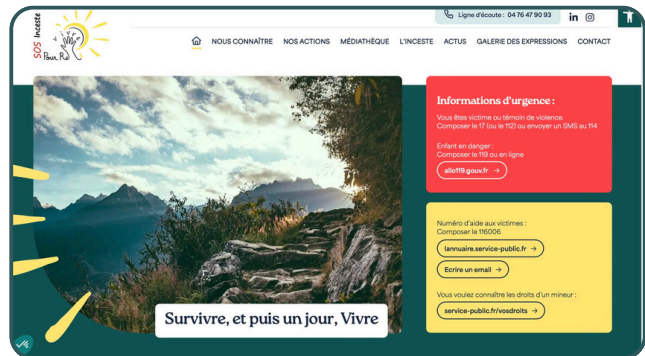 SOS Inceste
Pour Re
Ligne d'écoute : 04 76 47 90 93
in
NOUS CONNAÎTRE NOS ACTIONS MÉDIATHÈQUE L'INCESTE ACTUS GALERIE DES EXPRESSIONS CONTACT
Informations d'urgence :
Vous êtes victime ou témoin de violence.
Composer le 17 (ou le 112) ou envoyer un SMS au 114
Enfant en danger :
Composer le 119 ou en ligne
allo119.gouv.fr →
Numéro d'aide aux victimes :
Composer le 116006
lannuaire.service-public.fr →
Ecrire un email →
Vous voulez connaître les droits d'un mineur :
service-public.fr/vosdroits →
Survivre, et puis un jour, Vivre